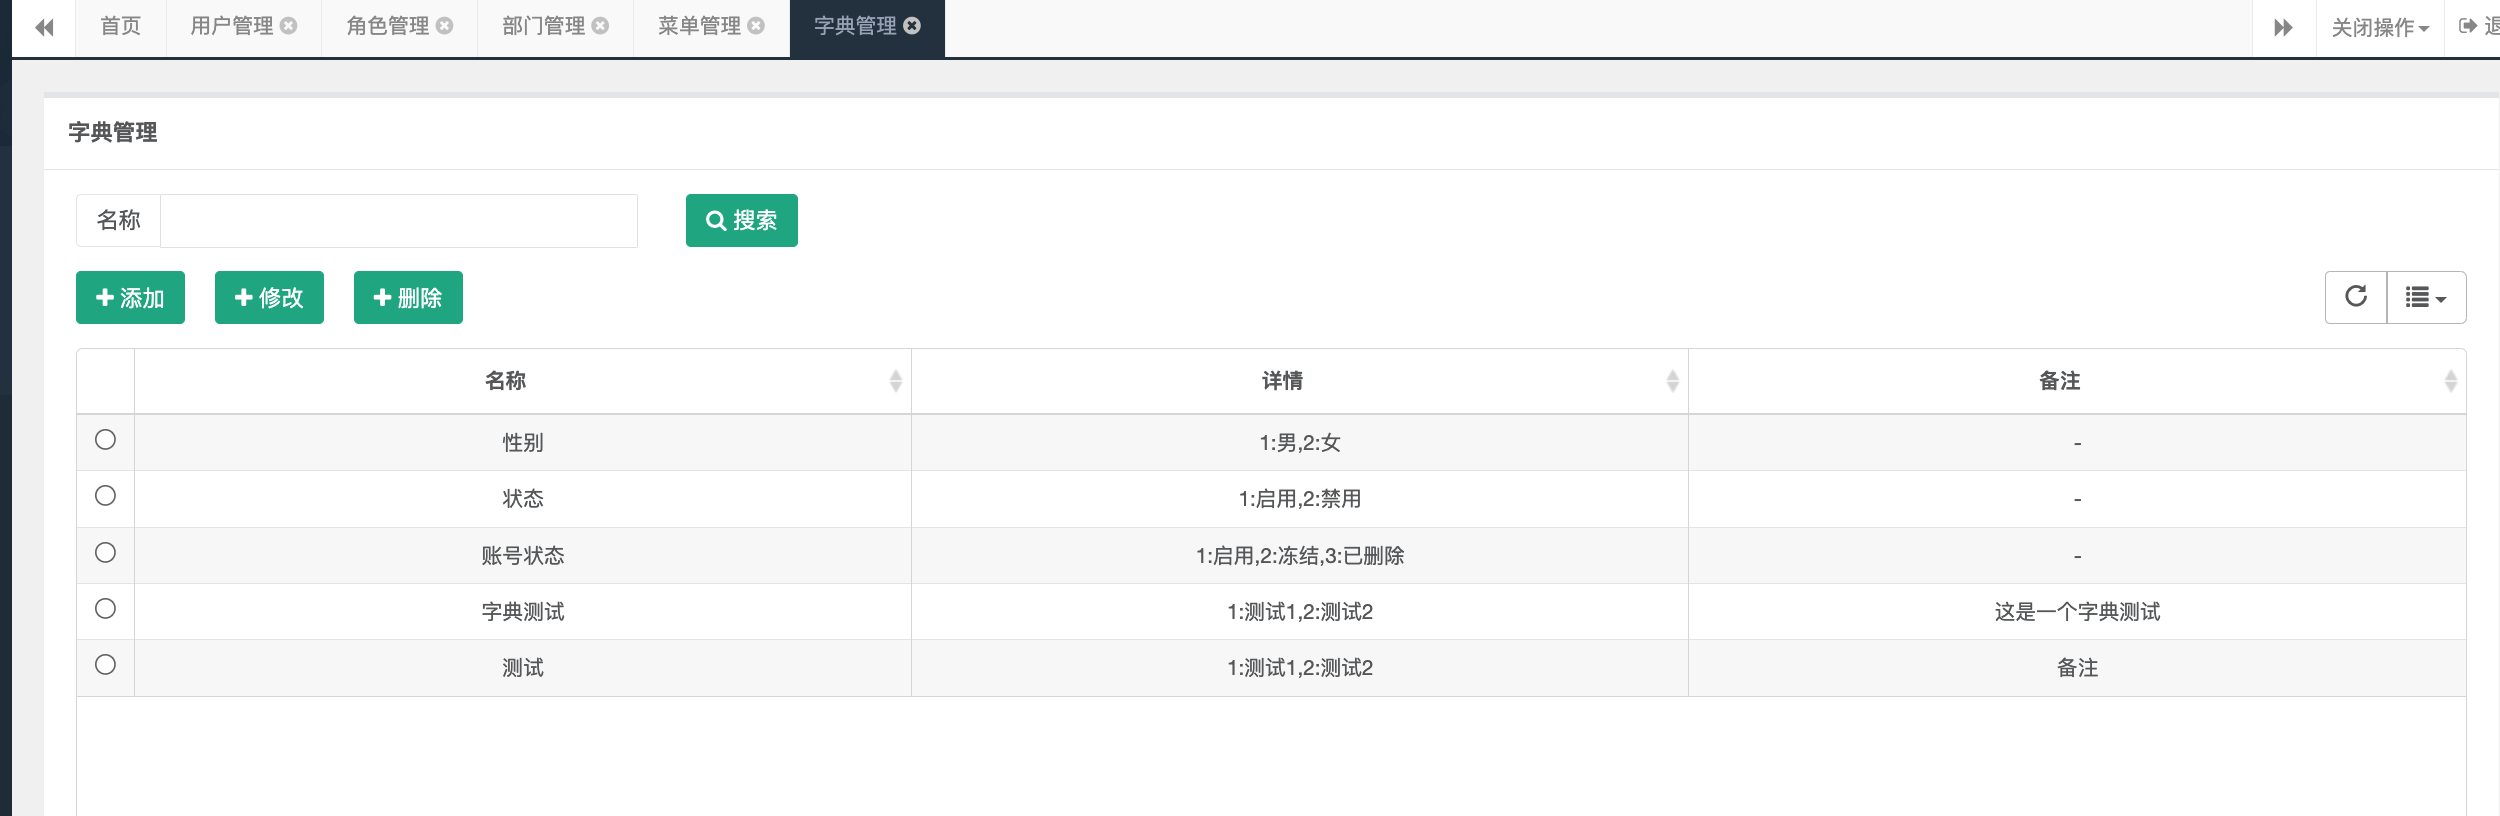 首页 用户管理 角色管理 部门管理 菜单管理 字典管理 关闭操作
字典管理
名称 搜索
添加 修改 删除
名称 详情 备注
性别 1:男,2:女 -
状态 1:启用,2:禁用 -
账号状态 1:启用,2:冻结,3:已删除 -
字典测试 1:测试1,2:测试2 这是一个字典测试
测试 1:测试1,2:测试2 备注